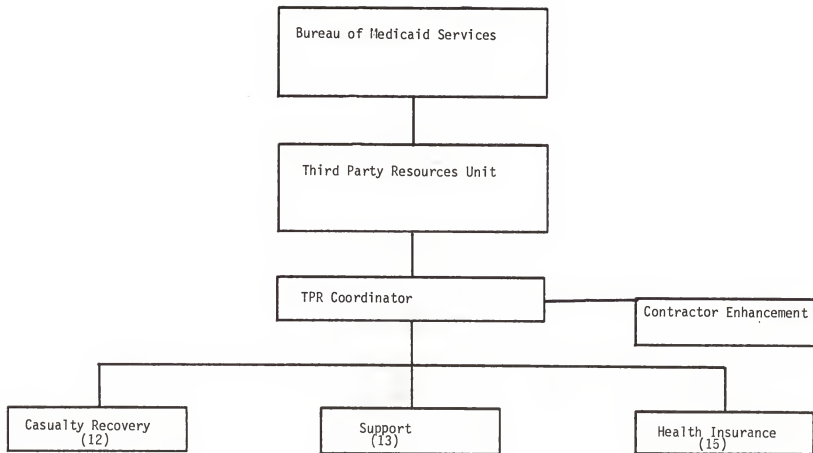 Bureau of Medicaid Services
Third Party Resources Unit
TPR Coordinator
Contractor Enhancement
Casualty Recovery
(12)
Support
(13)
Health Insurance
(15)